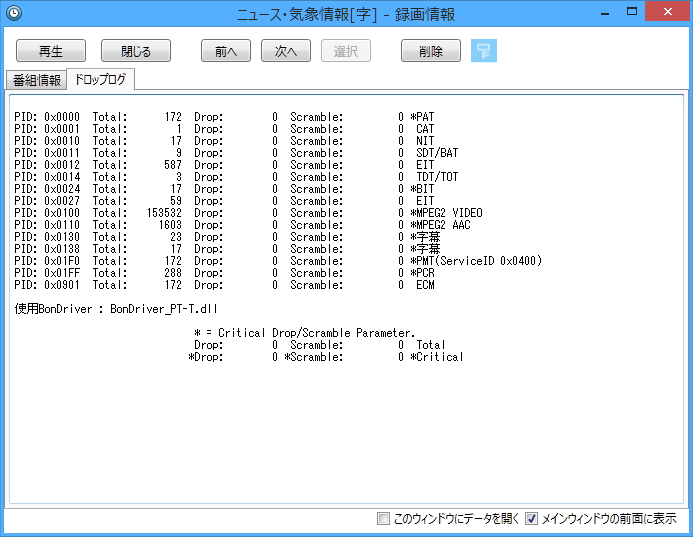 ニュース・気象情報[字] - 録画情報
再生 閉じる 前へ 次へ 選択 削除
番組情報 ドロップログ
PID: 0x0000 Total: 172 Drop: 0 Scramble: 0 *PAT
PID: 0x0001 Total: 1 Drop: 0 Scramble: 0 CAT
PID: 0x0010 Total: 17 Drop: 0 Scramble: 0 NIT
PID: 0x0011 Total: 9 Drop: 0 Scramble: 0 SDT/BAT
PID: 0x0012 Total: 587 Drop: 0 Scramble: 0 EIT
PID: 0x0014 Total: 3 Drop: 0 Scramble: 0 TDT/TOT
PID: 0x0024 Total: 17 Drop: 0 Scramble: 0 *BIT
PID: 0x0027 Total: 59 Drop: 0 Scramble: 0 EIT
PID: 0x0100 Total: 153532 Drop: 0 Scramble: 0 *MPEG2 VIDEO
PID: 0x0110 Total: 1603 Drop: 0 Scramble: 0 *MPEG2 AAC
PID: 0x0130 Total: 23 Drop: 0 Scramble: 0 *字幕
PID: 0x0138 Total: 17 Drop: 0 Scramble: 0 *字幕
PID: 0x01F0 Total: 172 Drop: 0 Scramble: 0 *PMT(ServiceID 0x0400)
PID: 0x01FF Total: 288 Drop: 0 Scramble: 0 *PCR
PID: 0x0901 Total: 172 Drop: 0 Scramble: 0 ECM
使用BonDriver : BonDriver_PT-T.dll
* = Critical Drop/Scramble Parameter.
Drop: 0 Scramble: 0 Total
*Drop: 0 *Scramble: 0 *Critical
このウィンドウにデータを開く メインウィンドウの前面に表示